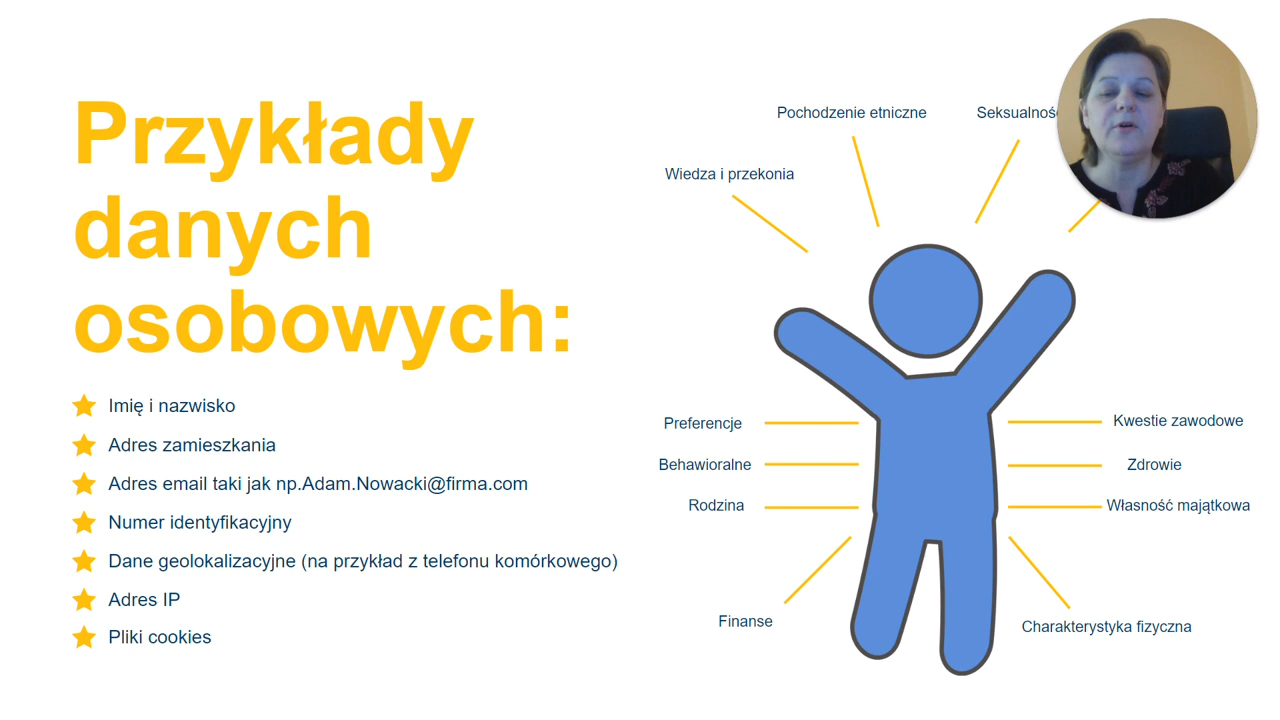 Przykłady
danych
osobowych:
Imię i nazwisko
Adres zamieszkania
Adres email taki jak np.Adam.Nowacki@firma.com
Numer identyfikacyjny
Dane geolokalizacyjne (na przykład z telefonu komórkowego)
Adres IP
Pliki cookies
Pochodzenie etniczne
Wiedza i przekonia
Preferencje
Behawioralne
Rodzina
Finanse
Kwestie zawodowe
Zdrowie
Własność majątkowa
Charakterystyka fizyczna